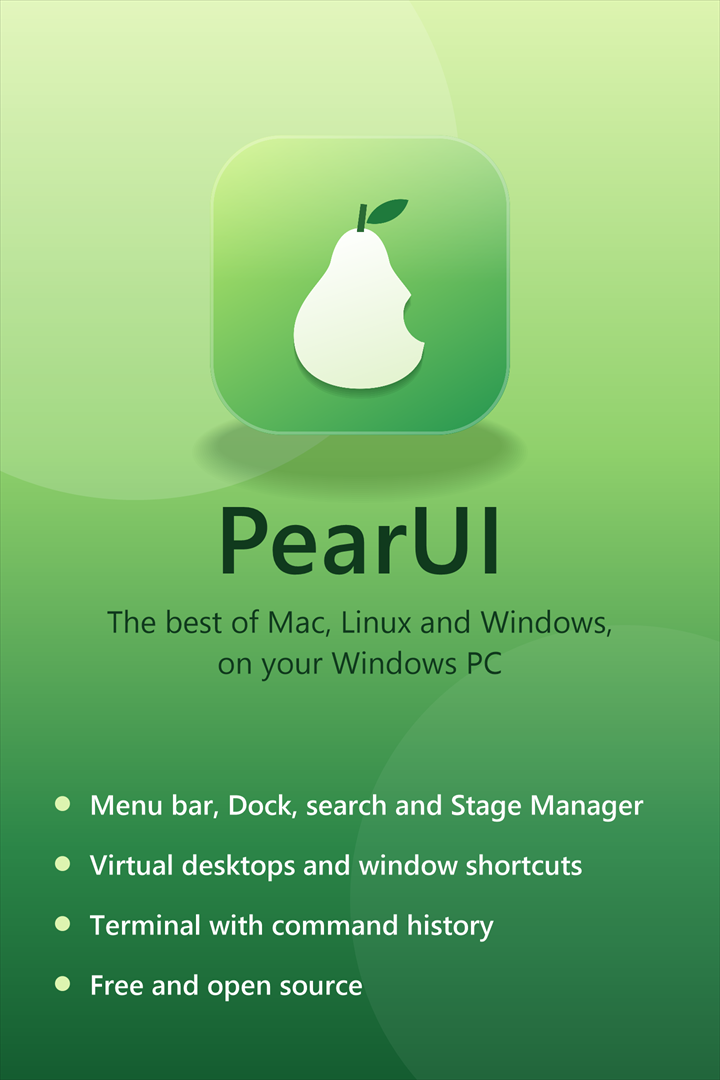 PearUI
The best of Mac, Linux and Windows,
on your Windows PC
Menu bar, Dock, search and Stage Manager
Virtual desktops and window shortcuts
Terminal with command history
Free and open source